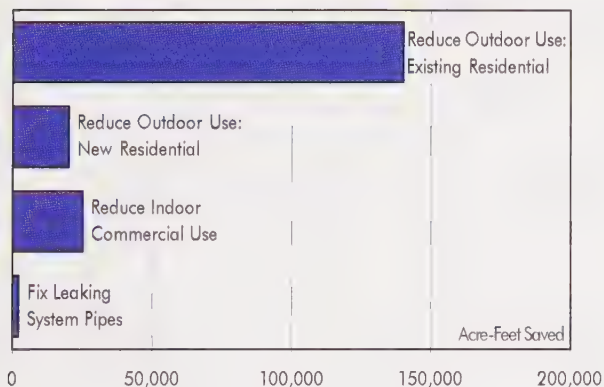 Reduce Outdoor Use:
Existing Residential
Reduce Outdoor Use:
New Residential
Reduce Indoor
Commercial Use
Fix Leaking
System Pipes
Acre-Feet Saved
0 50,000 100,000 150,000 200,000